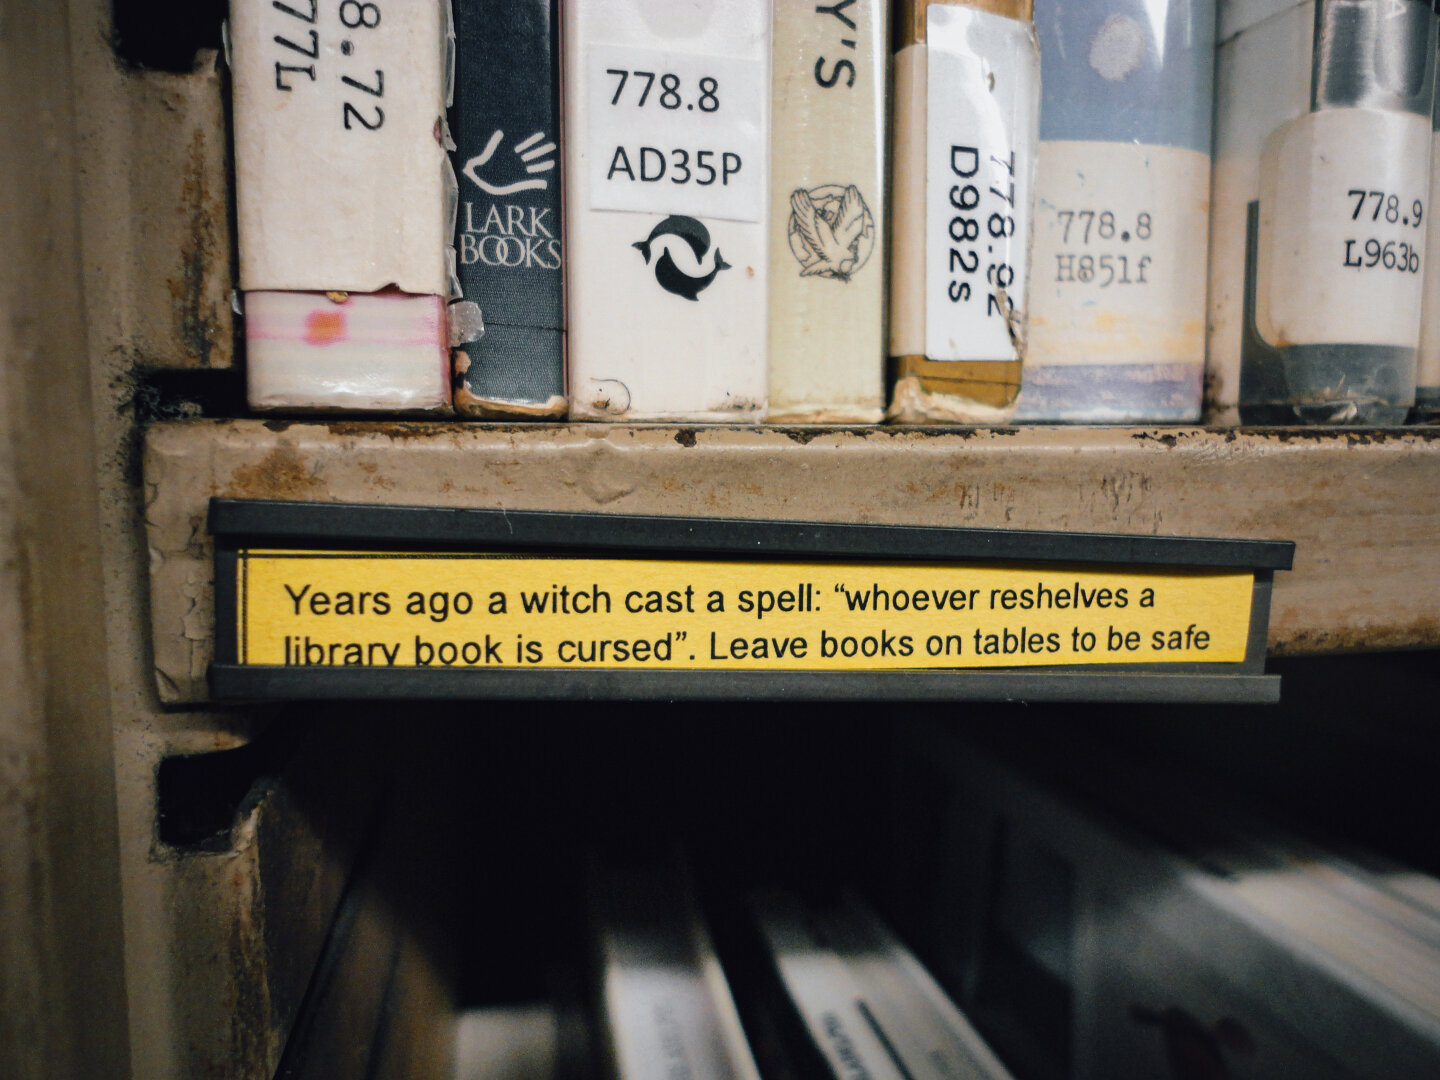 8.72
77L
LARK
BOOKS
778.8
AD35P
Y'S
778.92
D982s
778.8
H851f
778.9
L963b
Years ago a witch cast a spell: “whoever reshelves a
library book is cursed”. Leave books on tables to be safe